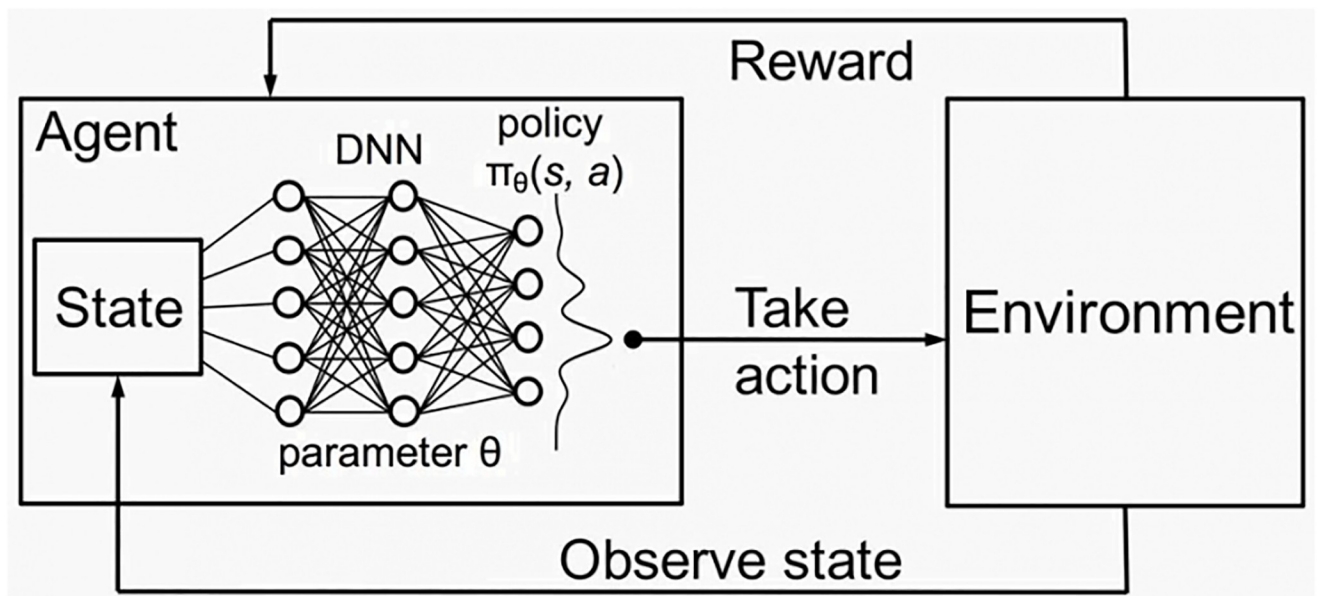 Reward
Agent
DNN
policy
πθ(s, a)
State
Take
action
Environment
parameter θ
Observe state